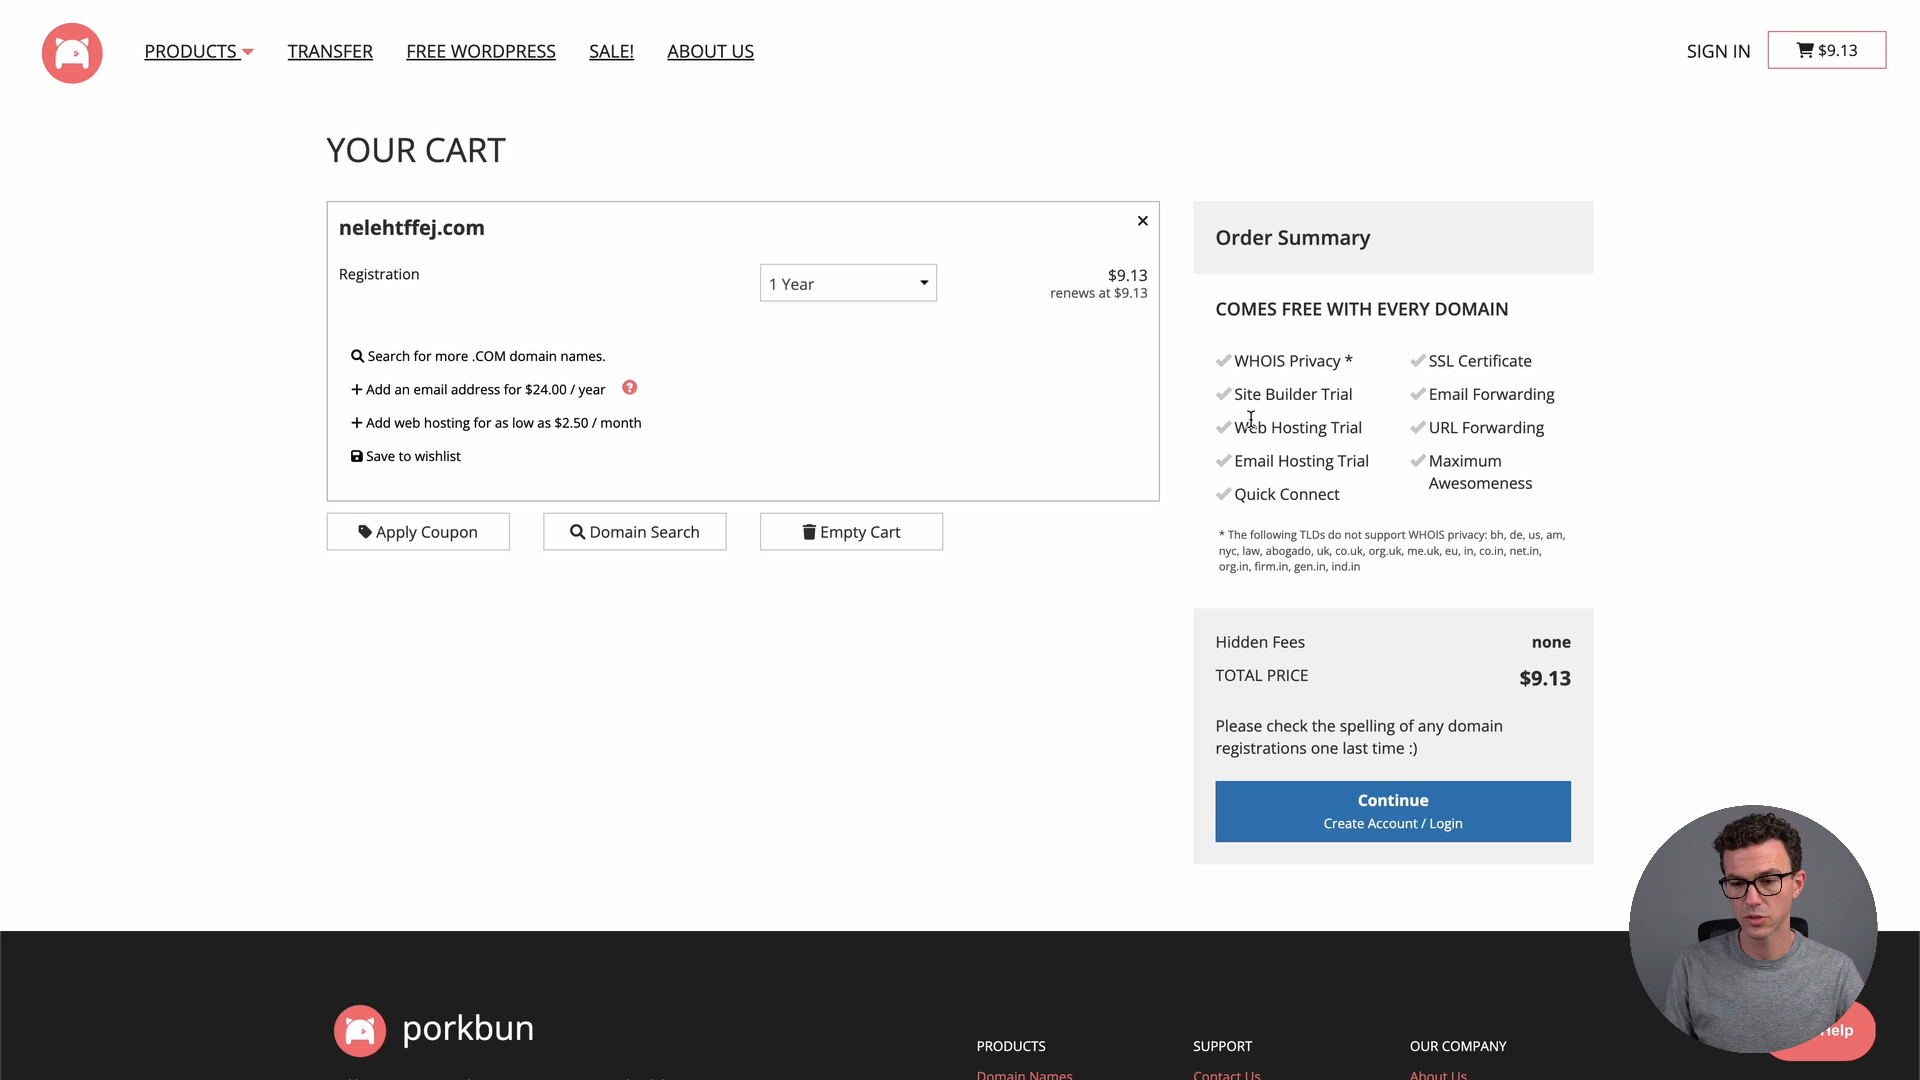 PRODUCTS
TRANSFER
FREE WORDPRESS
SALE!
ABOUT US
SIGN IN
$9.13
YOUR CART
nelehtffej.com
Registration
1 Year
$9.13
renews at $9.13
Search for more .COM domain names.
+ Add an email address for $24.00 / year ?
+ Add web hosting for as low as $2.50 / month
Save to wishlist
Apply Coupon
Domain Search
Empty Cart
Order Summary
COMES FREE WITH EVERY DOMAIN
WHOIS Privacy *
SSL Certificate
Site Builder Trial
Email Forwarding
Web Hosting Trial
URL Forwarding
Email Hosting Trial
Maximum
Awesomeness
Quick Connect
* The following TLDs do not support WHOIS privacy: bh, de, us, am,
nyc, law, abogado, uk, co.uk, org.uk, me.uk, eu, in, co.in, net.in,
org.in, firm.in, gen.in, ind.in
Hidden Fees none
TOTAL PRICE $9.13
Please check the spelling of any domain
registrations one last time :)
Continue
Create Account / Login
porkbun
PRODUCTS
Domain Names
SUPPORT
Contact Us
OUR COMPANY
About Us